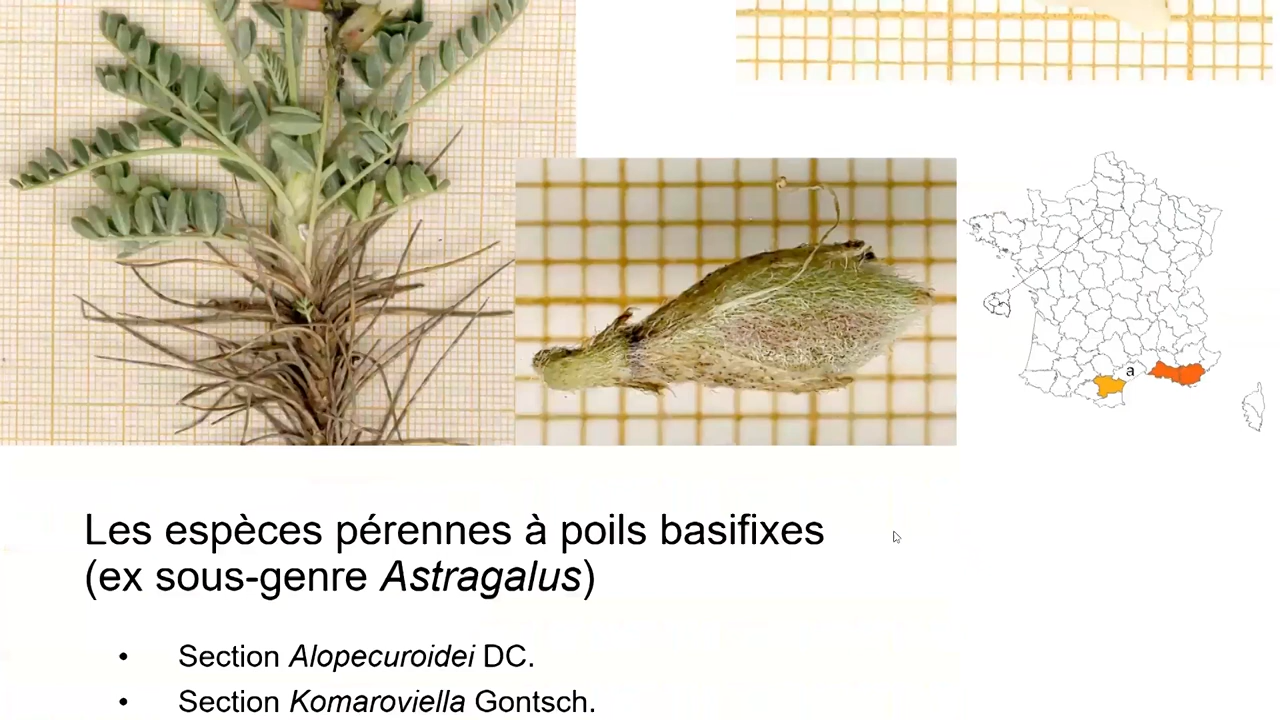 a
Les espèces pérennes à poils basifixes
(ex sous-genre Astragalus)
• Section Alopecuroidei DC.
• Section Komaroviella Gontsch.